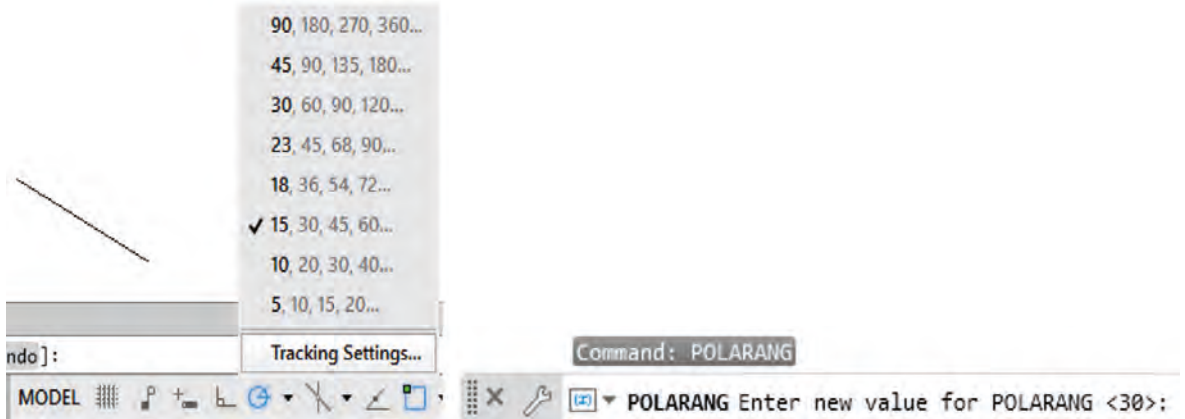 90, 180, 270, 360...
45, 90, 135, 180...
30, 60, 90, 120...
23, 45, 68, 90...
18, 36, 54, 72...
15, 30, 45, 60...
10, 20, 30, 40...
5, 10, 15, 20...
ndo]:
Tracking Settings...
MODEL
Command: POLARANG
POLARANG Enter new value for POLARANG <30>: